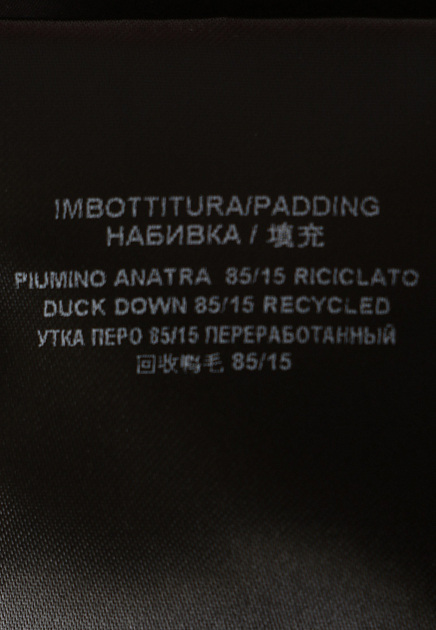 IMBOTTITURA/PADDING
НАБИВКА / 填充
PIUMINO ANATRA 85/15 RICICLATO
DUCK DOWN 85/15 RECYCLED
УТКА ПЕРО 85/15 ПЕРЕРАБОТАННЫЙ
回收鸭毛 85/15